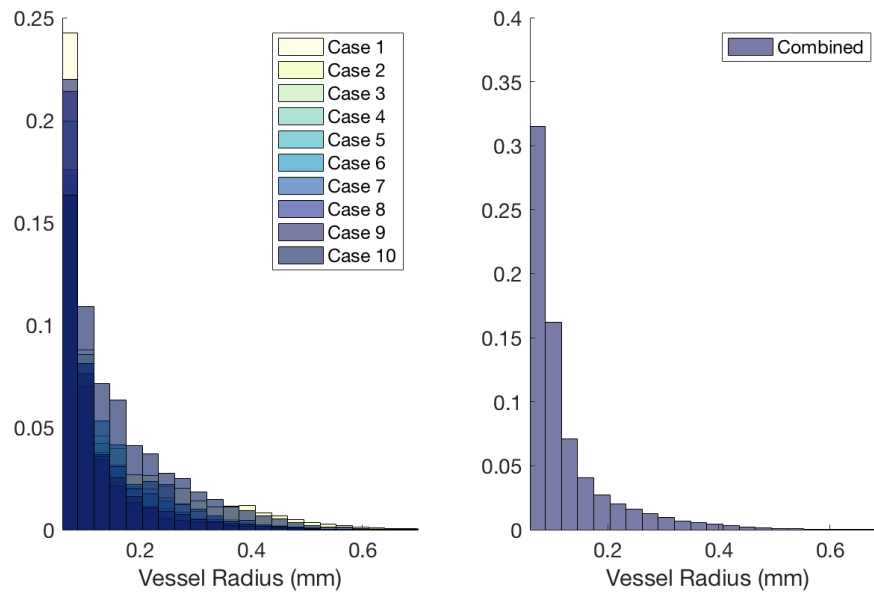 0.25
0.2
0.15
0.1
0.05
0
0.2
0.4
0.6
Vessel Radius (mm)
Case 1
Case 2
Case 3
Case 4
Case 5
Case 6
Case 7
Case 8
Case 9
Case 10
0.4
0.35
0.3
0.25
0.2
0.15
0.1
0.05
0
0.2
0.4
0.6
Vessel Radius (mm)
Combined